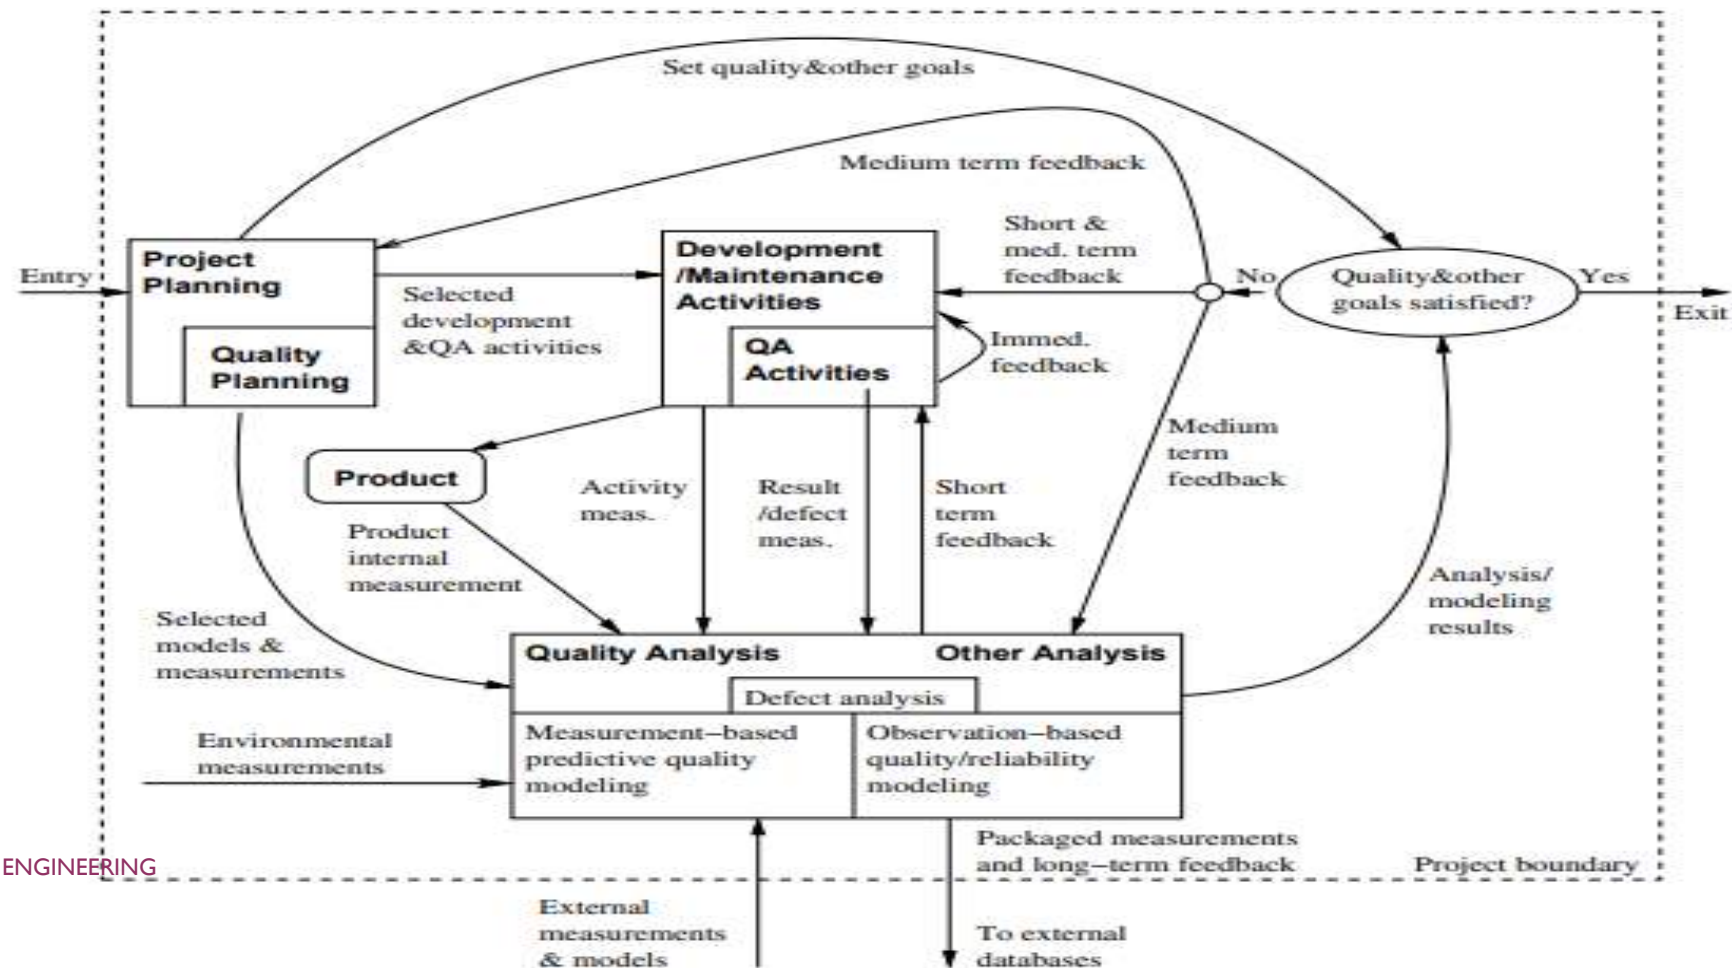 Set quality&other goals
Medium term feedback
Entry
Project
Planning
Quality
Planning
Selected
development
&QA activities
Development
/Maintenance
Activities
QA
Activities
Short &
med. term
feedback
Immed.
feedback
No
Quality&other
goals satisfied?
Yes
Exit
Product
Product
internal
measurement
Activity
meas.
Result
/defect
meas.
Short
term
feedback
Medium
term
feedback
Analysis/
modeling
results
Selected
models &
measurements
Environmental
measurements
Quality Analysis
Other Analysis
Defect analysis
Measurement-based
predictive quality
modeling
Observation-based
quality/reliability
modeling
Packaged measurements
and long-term feedback
Project boundary
ENGINEERING
External
measurements
& models
To external
databases